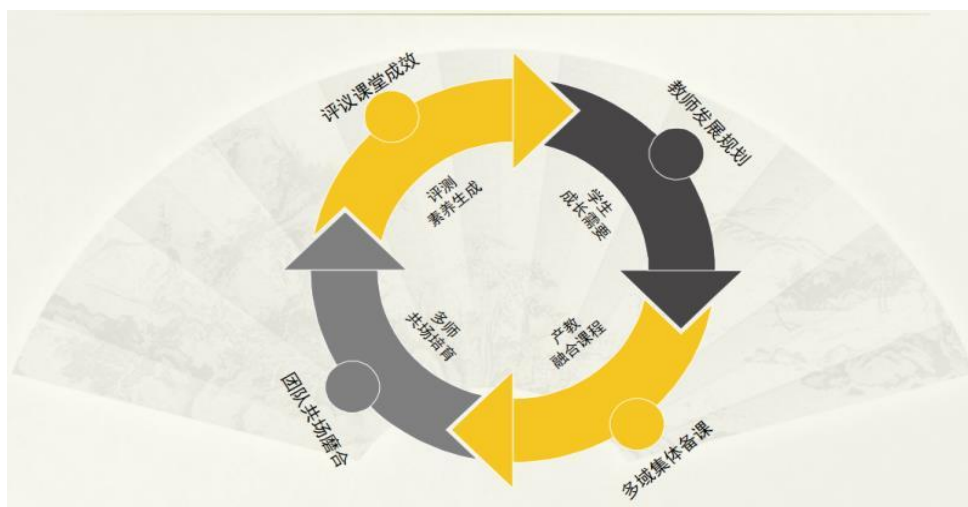 评议课堂成效
教师发展规划
评测
素养生成
学生
成长需要
多师
共场培育
产教
融合课程
团队共场磨合
多域集体备课